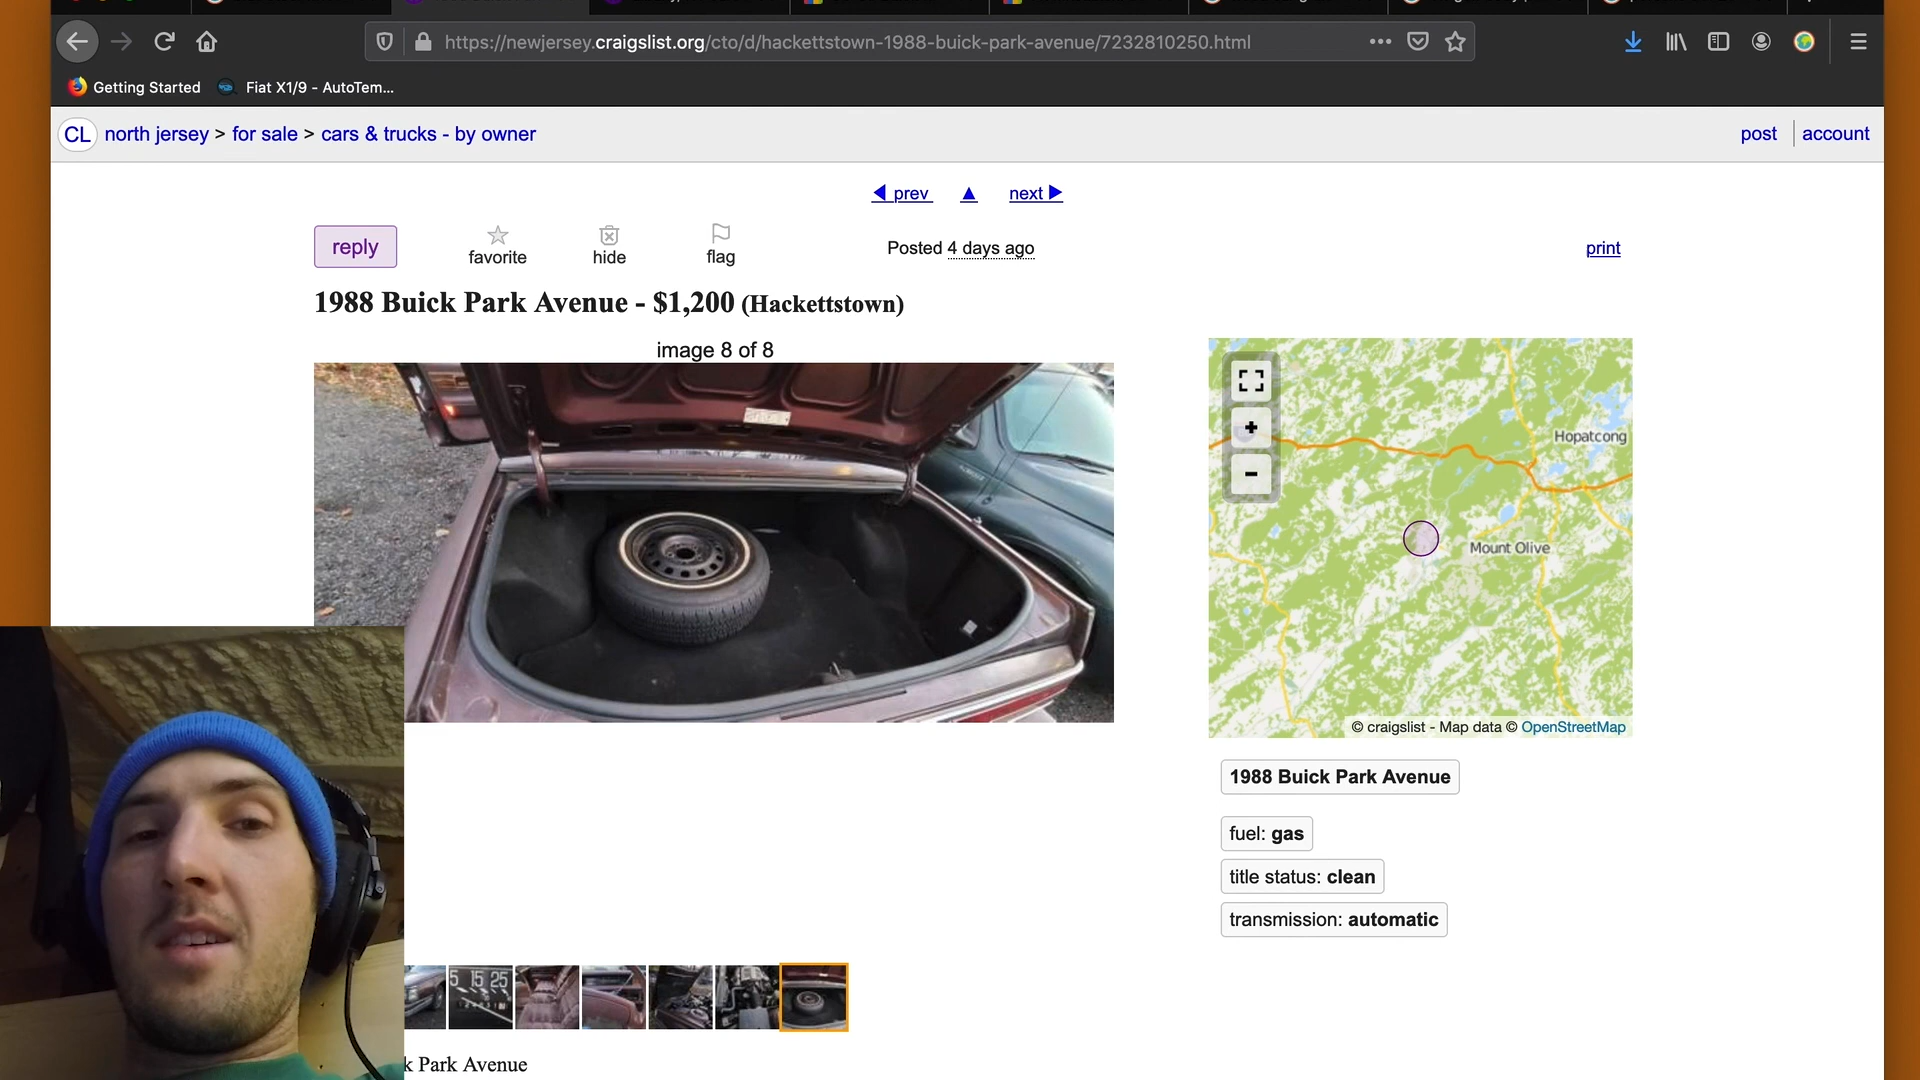 https://newjersey.craigslist.org/cto/d/hackettstown-1988-buick-park-avenue/7232810250.html
Getting Started
Fiat X1/9 - AutoTem...
CL north jersey > for sale > cars & trucks - by owner
post
account
prev
next
reply
favorite
hide
flag
Posted 4 days ago
print
1988 Buick Park Avenue - $1,200 (Hackettstown)
image 8 of 8
+
-
Hopatcong
Mount Olive
© craigslist - Map data © OpenStreetMap
1988 Buick Park Avenue
fuel: gas
title status: clean
transmission: automatic
5 15 25
k Park Avenue